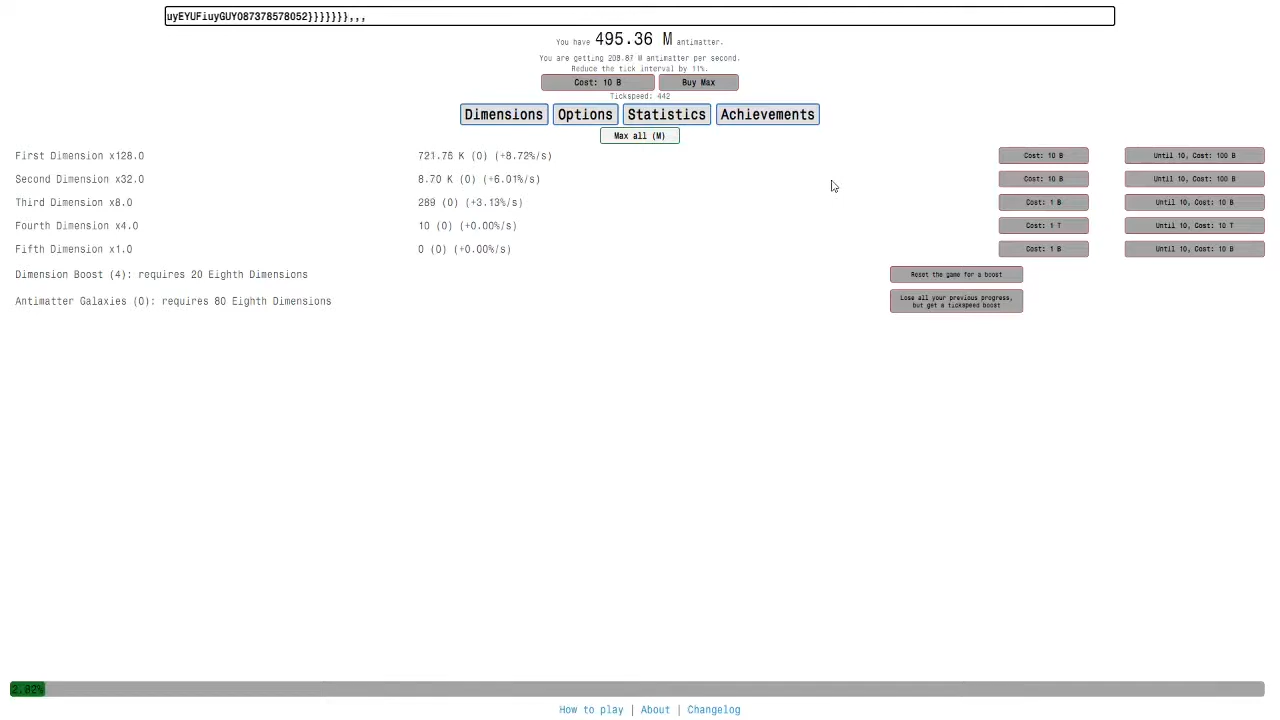 uyEYUFiuyGUYO87378578052}}}}}}},,,
You have 495.36 M antimatter.
You are getting 208.87 M antimatter per second.
Reduce the tick interval by 11%.
Cost: 10 B Buy Max
Tickspeed: 442
Dimensions Options Statistics Achievements
Max all (M)
First Dimension x128.0 721.76 K (0) (+8.72%/s) Cost: 10 B Until 10, Cost: 100 B
Second Dimension x32.0 8.70 K (0) (+6.01%/s) Cost: 10 B Until 10, Cost: 100 B
Third Dimension x8.0 289 (0) (+3.13%/s) Cost: 1 B Until 10, Cost: 10 B
Fourth Dimension x4.0 10 (0) (+0.00%/s) Cost: 1 T Until 10, Cost: 10 T
Fifth Dimension x1.0 0 (0) (+0.00%/s) Cost: 1 B Until 10, Cost: 10 B
Dimension Boost (4): requires 20 Eighth Dimensions Reset the game for a boost
Antimatter Galaxies (0): requires 80 Eighth Dimensions Lose all your previous progress,
but get a tickspeed boost
2.02%
How to play | About | Changelog